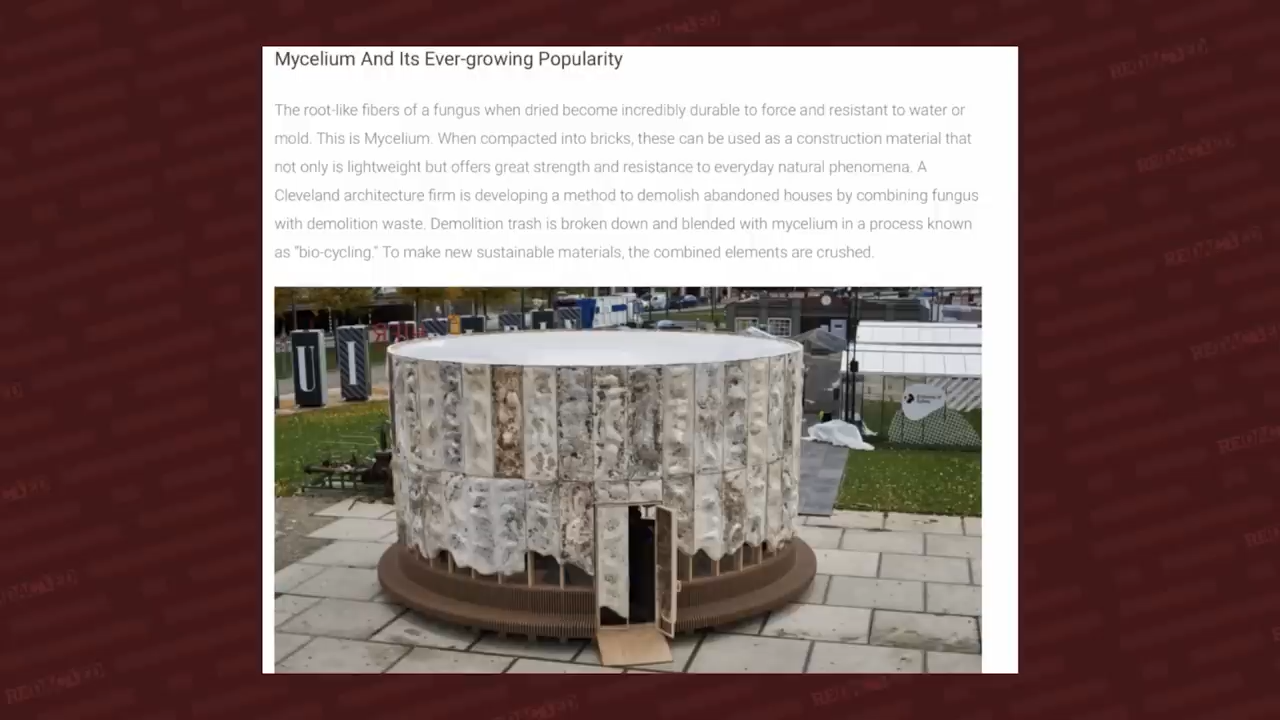 Mycelium And Its Ever-growing Popularity
The root-like fibers of a fungus when dried become incredibly durable to force and resistant to water or
mold. This is Mycelium. When compacted into bricks, these can be used as a construction material that
not only is lightweight but offers great strength and resistance to everyday natural phenomena. A
Cleveland architecture firm is developing a method to demolish abandoned houses by combining fungus
with demolition waste. Demolition trash is broken down and blended with mycelium in a process known
as “bio-cycling.” To make new sustainable materials, the combined elements are crushed.
U I